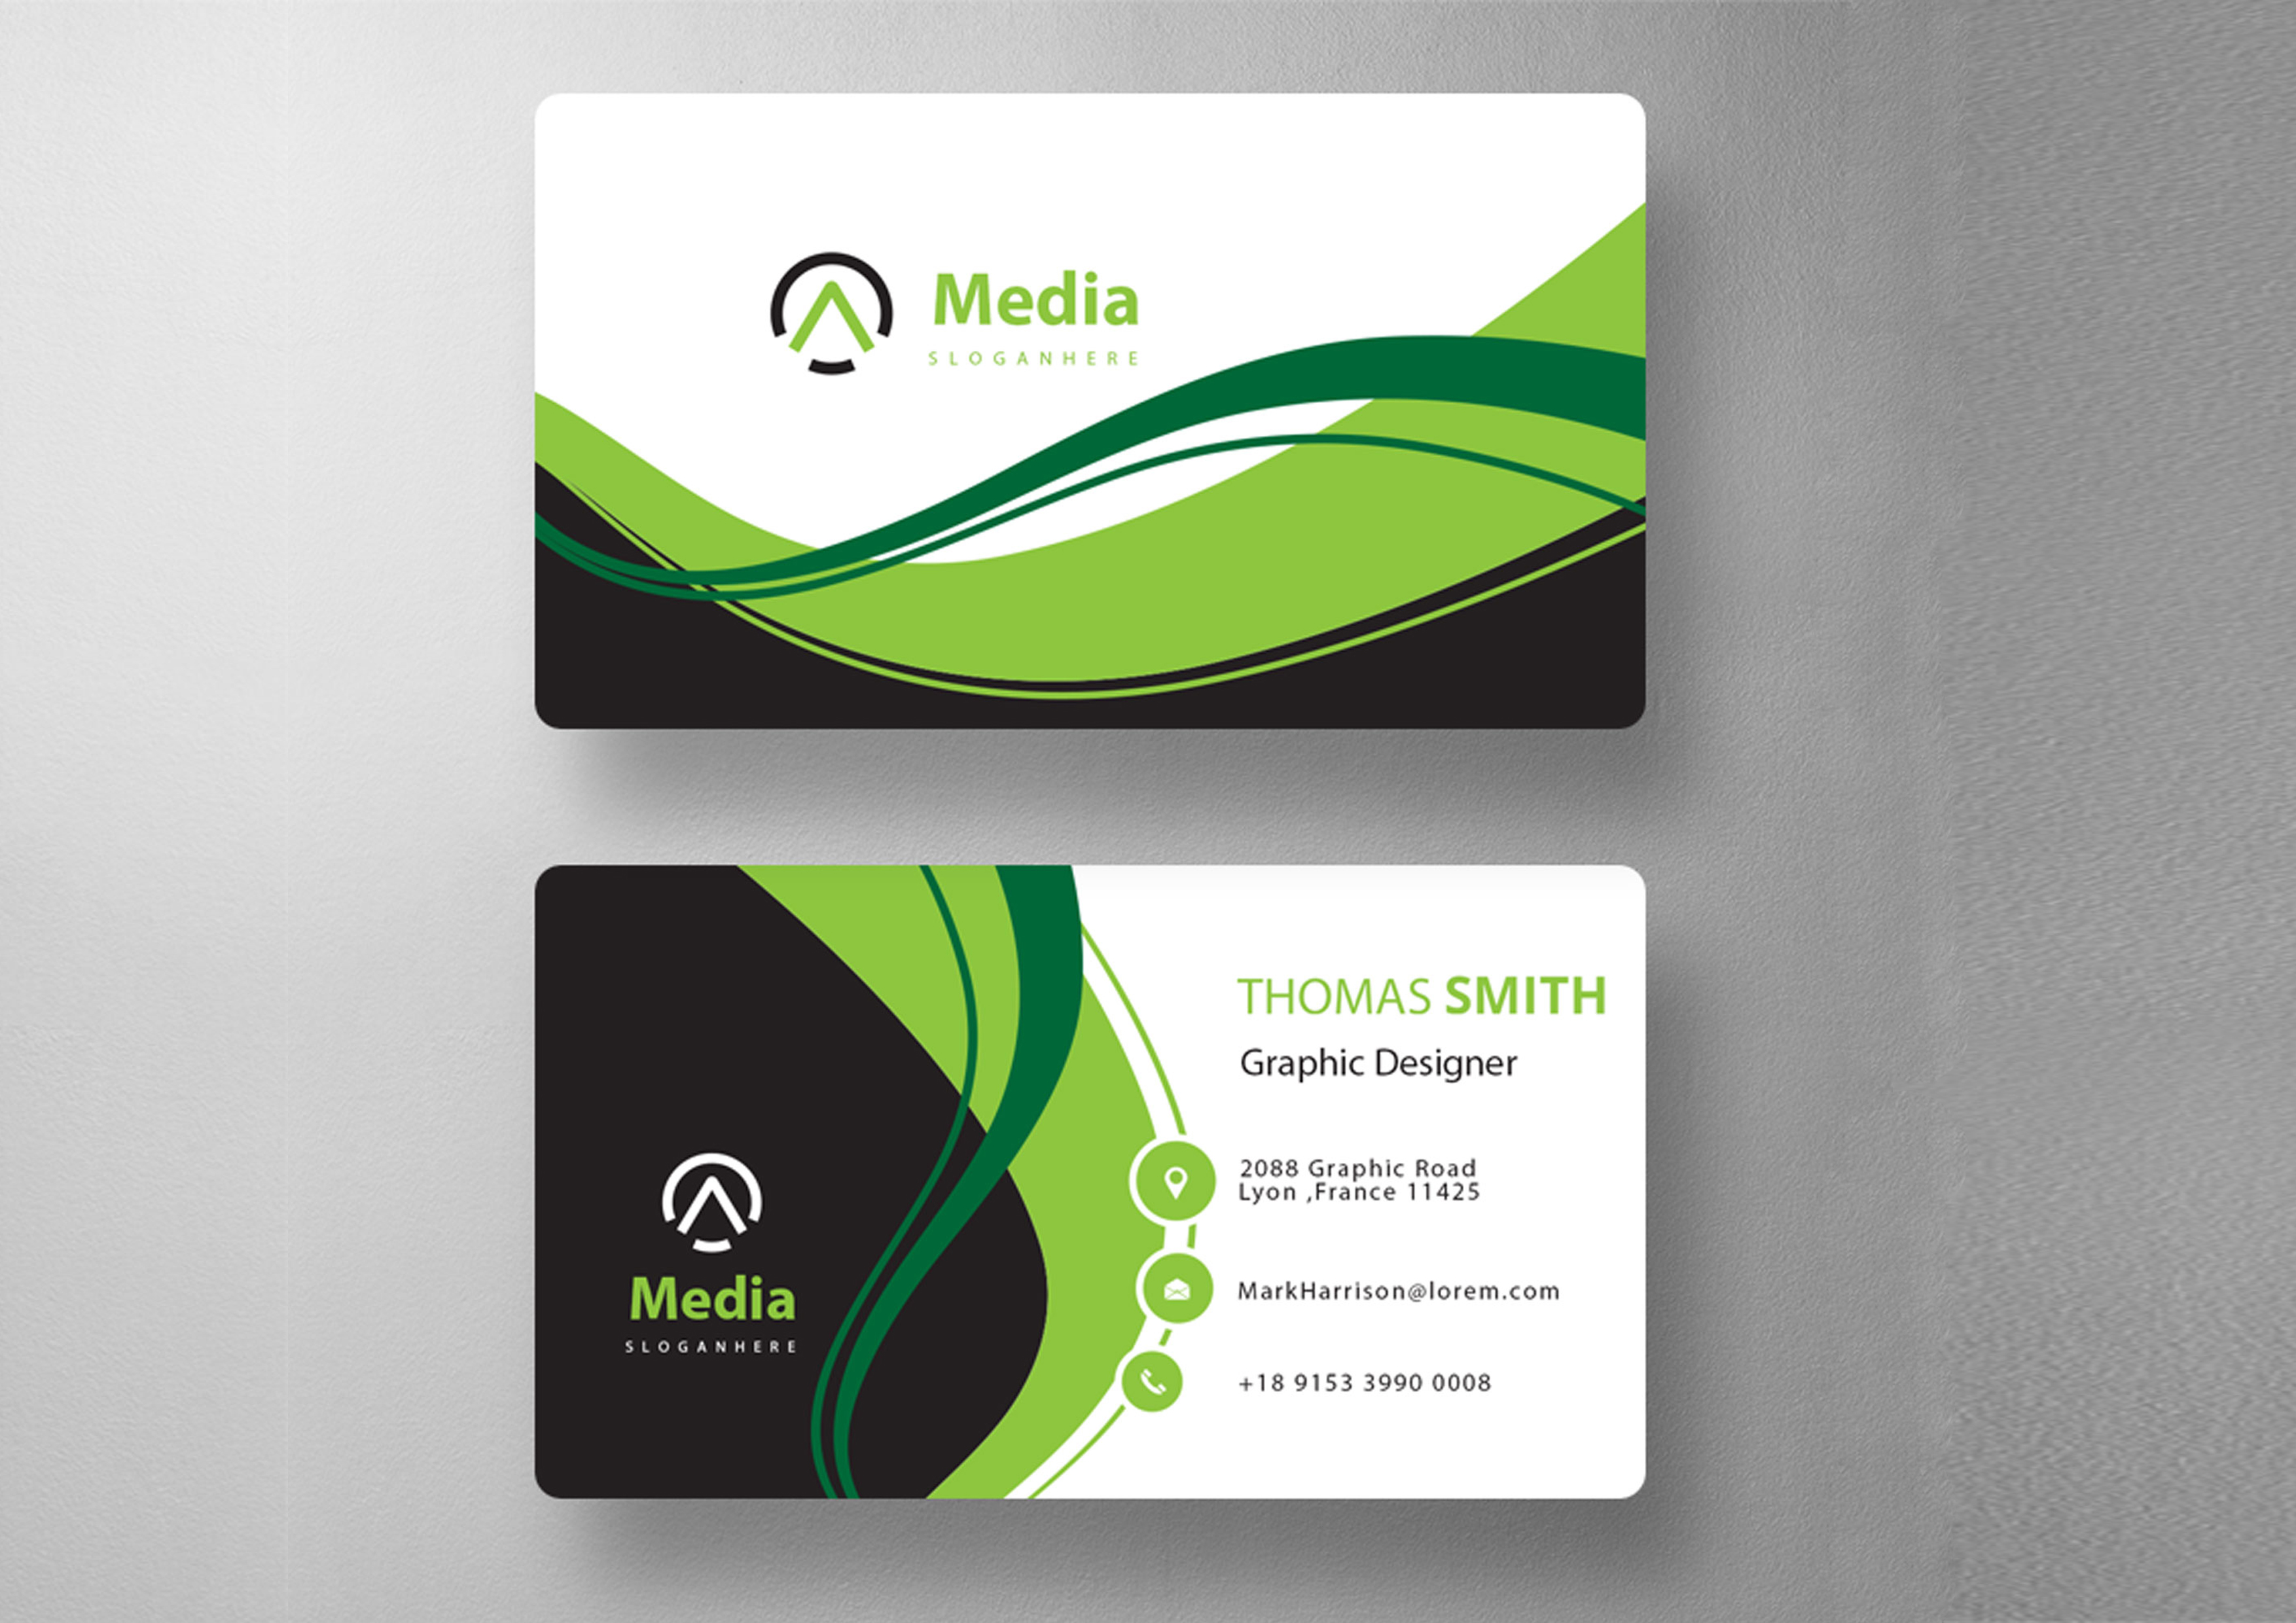 Media
SLOGANHERE
THOMAS SMITH
Graphic Designer
2088 Graphic Road
Lyon ,France 11425
MarkHarrison@lorem.com
+18 9153 3990 0008
Media
SLOGANHERE